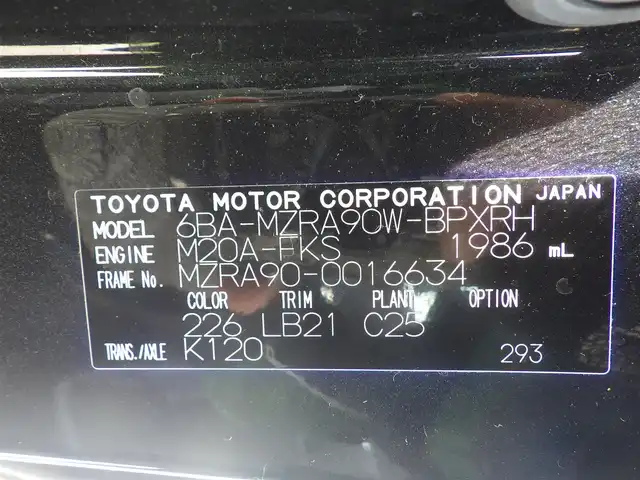 TOYOTA MOTOR CORPORATION JAPAN
MODEL 6BA-MZRA90W-BPXRH
ENGINE M20A-FKS 1986 mL
FRAME No. MZRA90-0016634
COLOR TRIM PLANT OPTION
226 LB21 C25
TRANS./AXLE K120 293